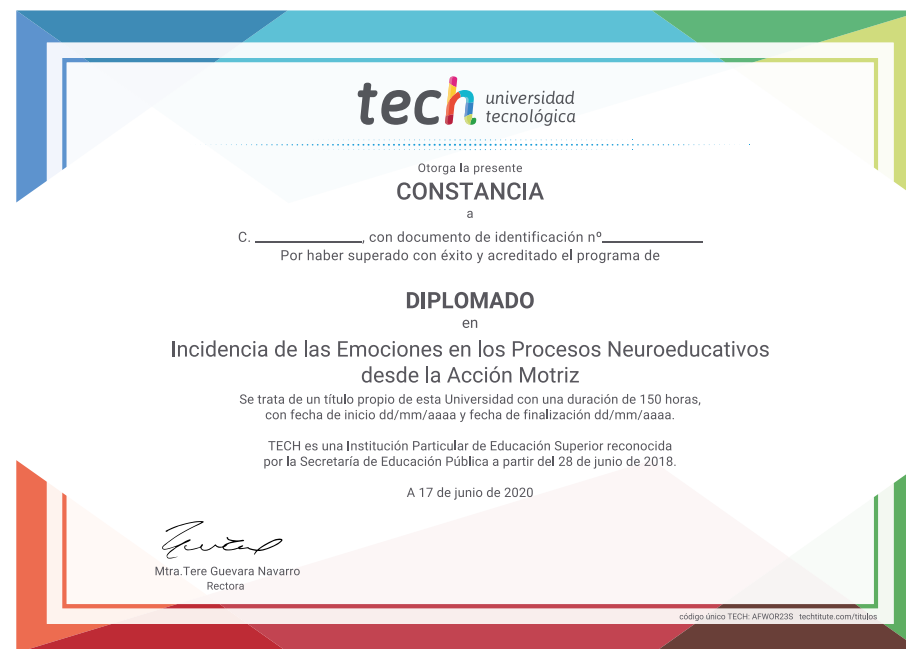 tech universidad
tecnológica
Otorga la presente
CONSTANCIA
a
C. ____________, con documento de identificación nº____________
Por haber superado con éxito y acreditado el programa de
DIPLOMADO
en
Incidencia de las Emociones en los Procesos Neuroeducativos
desde la Acción Motriz
Se trata de un título propio de esta Universidad con una duración de 150 horas,
con fecha de inicio dd/mm/aaaa y fecha de finalización dd/mm/aaaa.
TECH es una Institución Particular de Educación Superior reconocida
por la Secretaría de Educación Pública a partir del 28 de junio de 2018.
A 17 de junio de 2020
Mtra.Tere Guevara Navarro
Rectora
código único TECH: AFWOR23S techtitute.com/titulos